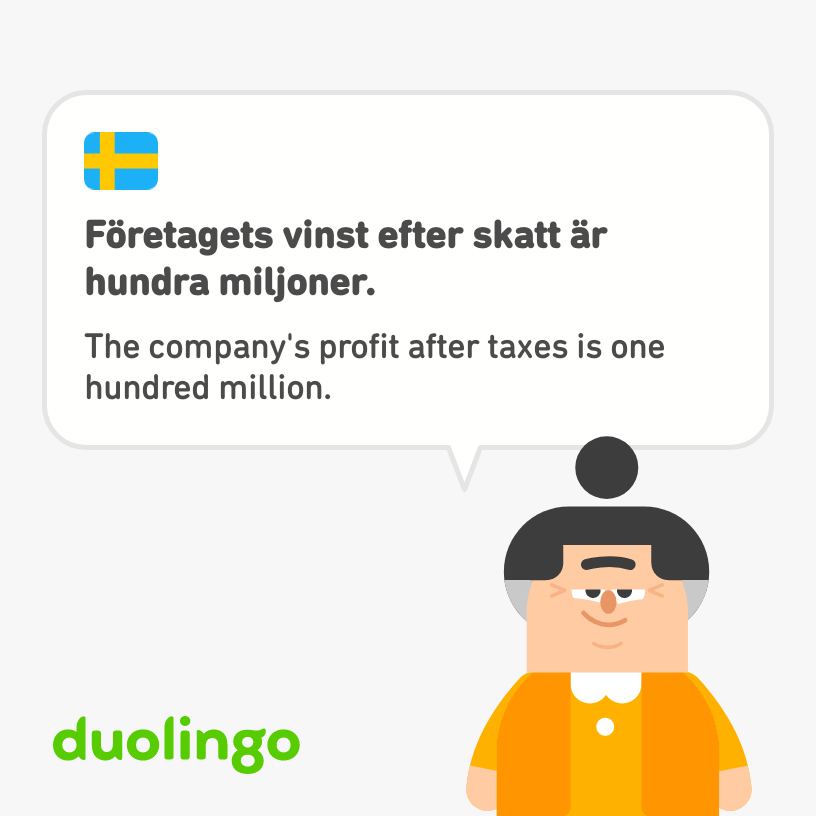 Företagets vinst efter skatt är
hundra miljoner.
The company's profit after taxes is one
hundred million.
duolingo